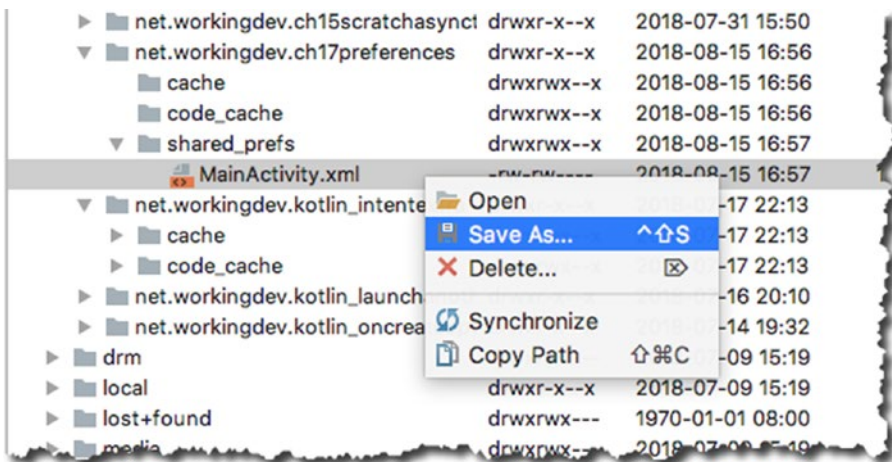 net.workingdev.ch15scratchasynct drwxr-x--x 2018-07-31 15:50
net.workingdev.ch17preferences drwxr-x--x 2018-08-15 16:56
cache drwxrwx--x 2018-08-15 16:56
code_cache drwxrwx--x 2018-08-15 16:56
shared_prefs drwxrwx--x 2018-08-15 16:57
MainActivity.xml -rw-rw---- 2018-08-15 16:57
net.workingdev.kotlin_intente -17 22:13
Open
cache -17 22:13
Save As... ^⇧S
code_cache -17 22:13
Delete... ⌦
net.workingdev.kotlin_launch -16 20:10
net.workingdev.kotlin_oncrea -14 19:32
Synchronize
drm -09 15:19
Copy Path ⇧⌘C
local drwxr-x--x 2018-07-09 15:19
lost+found drwxrwx--- 1970-01-01 08:00
media